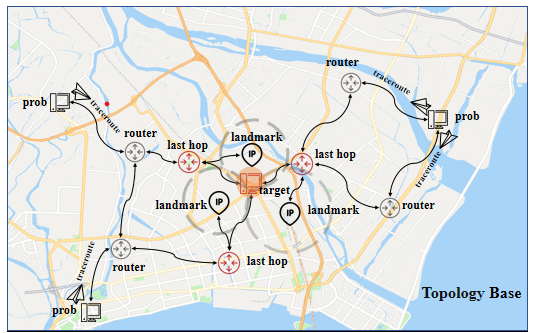 router
traceroute
prob
traceroute
prob
router
landmark
last hop
IP
last hop
target
traceroute
landmark
IP
IP
landmark
router
traceroute
router
last hop
Topology Base
prob